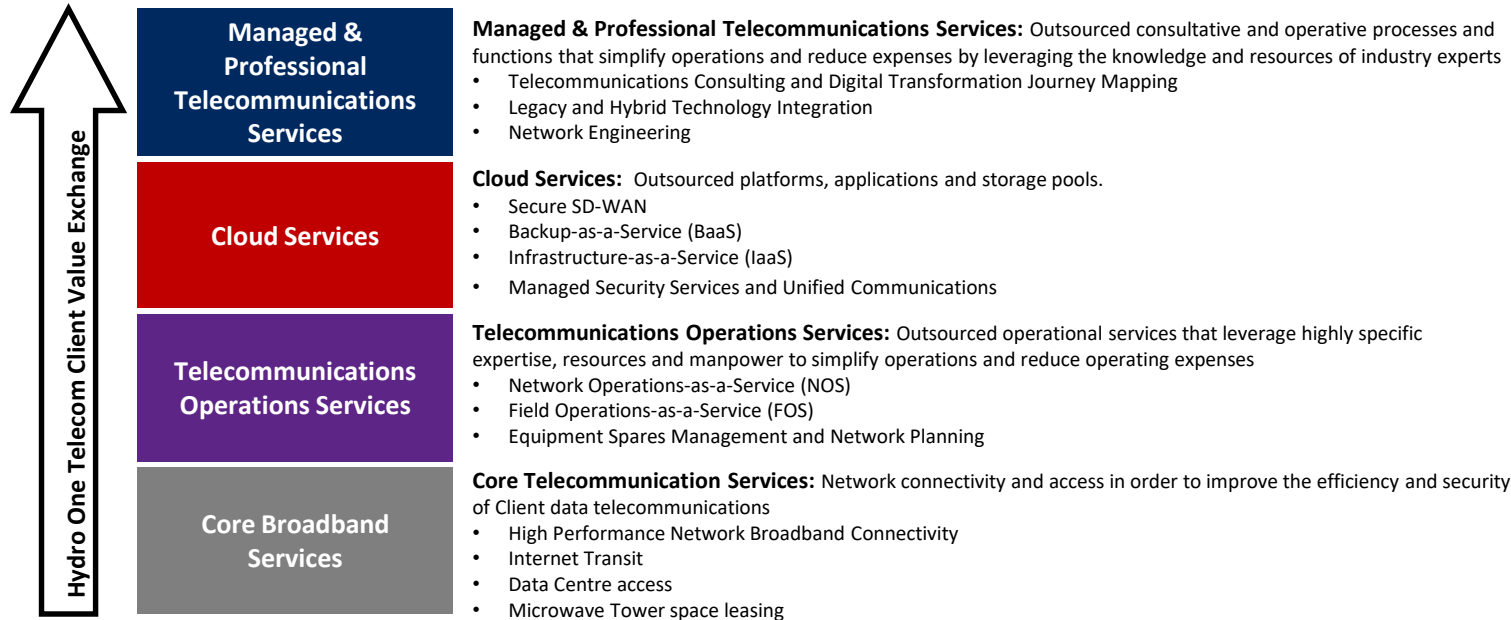 Hydro One Telecom Client Value Exchange
Managed &
Professional
Telecommunications
Services
Managed & Professional Telecommunications Services: Outsourced consultative and operative processes and
functions that simplify operations and reduce expenses by leveraging the knowledge and resources of industry experts
• Telecommunications Consulting and Digital Transformation Journey Mapping
• Legacy and Hybrid Technology Integration
• Network Engineering
Cloud Services
Cloud Services: Outsourced platforms, applications and storage pools.
• Secure SD-WAN
• Backup-as-a-Service (BaaS)
• Infrastructure-as-a-Service (IaaS)
• Managed Security Services and Unified Communications
Telecommunications
Operations Services
Telecommunications Operations Services: Outsourced operational services that leverage highly specific
expertise, resources and manpower to simplify operations and reduce operating expenses
• Network Operations-as-a-Service (NOS)
• Field Operations-as-a-Service (FOS)
• Equipment Spares Management and Network Planning
Core Broadband
Services
Core Telecommunication Services: Network connectivity and access in order to improve the efficiency and security
of Client data telecommunications
• High Performance Network Broadband Connectivity
• Internet Transit
• Data Centre access
• Microwave Tower space leasing